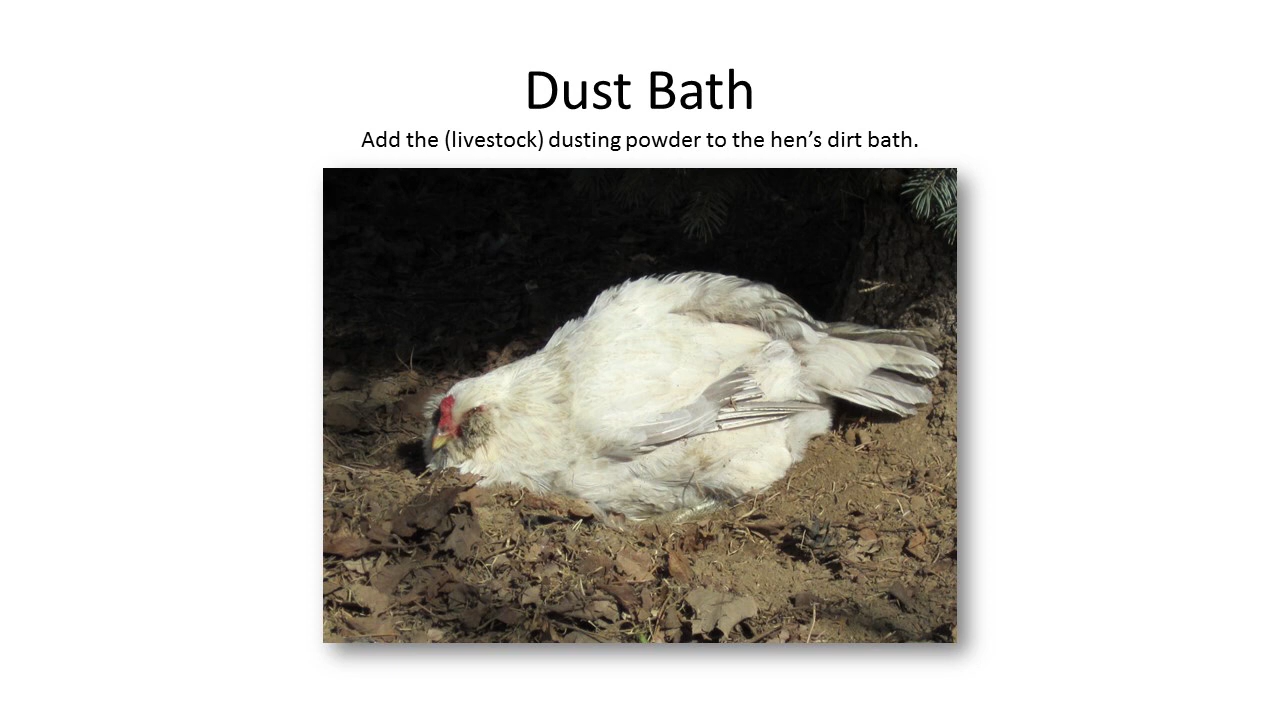 Dust Bath
Add the (livestock) dusting powder to the hen’s dirt bath.